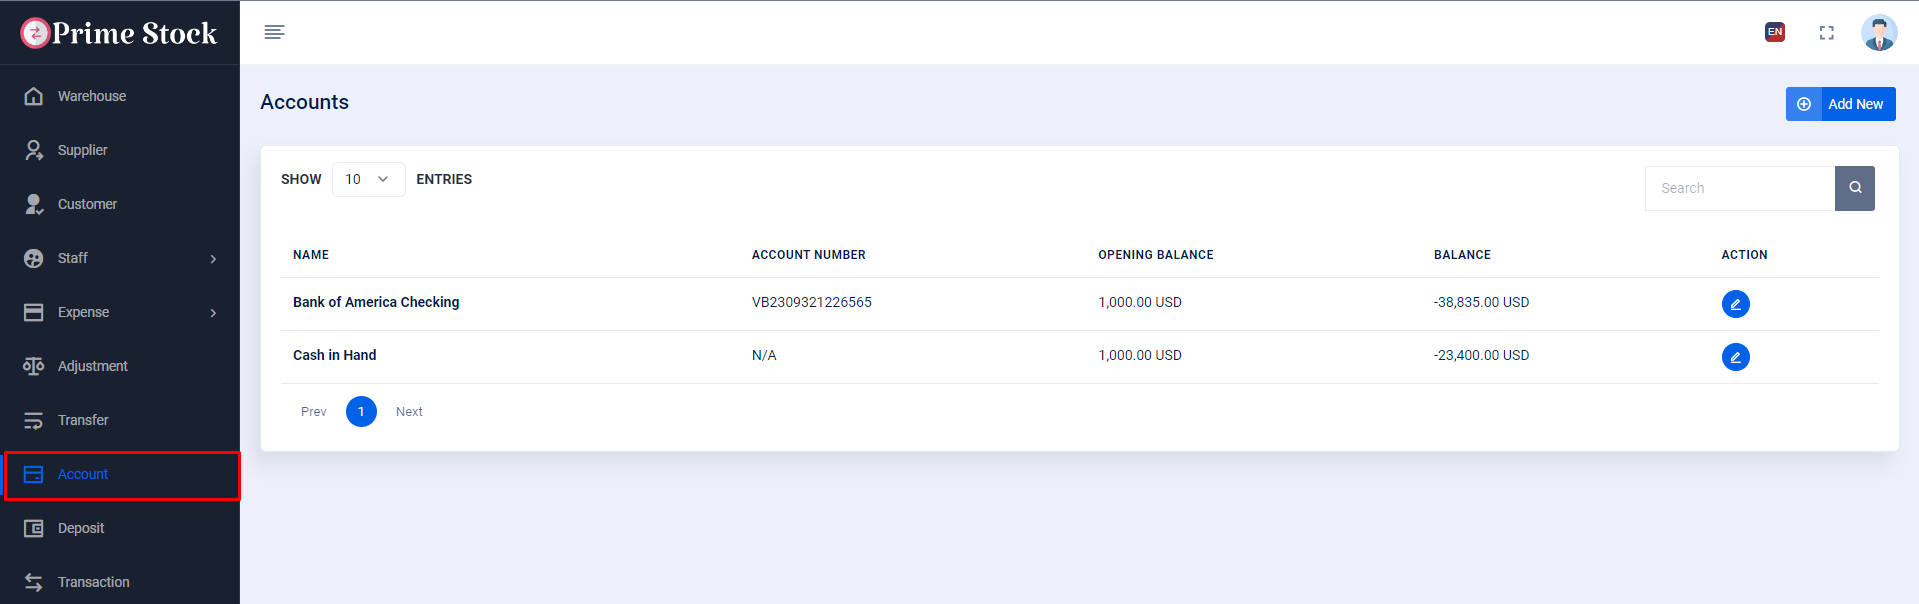 Prime Stock
EN
Warehouse
Supplier
Customer
Staff
Expense
Adjustment
Transfer
Account
Deposit
Transaction
Accounts
Add New
SHOW 10 ENTRIES
Search
NAME ACCOUNT NUMBER OPENING BALANCE BALANCE ACTION
Bank of America Checking VB2309321226565 1,000.00 USD -38,835.00 USD
Cash in Hand N/A 1,000.00 USD -23,400.00 USD
Prev 1 Next